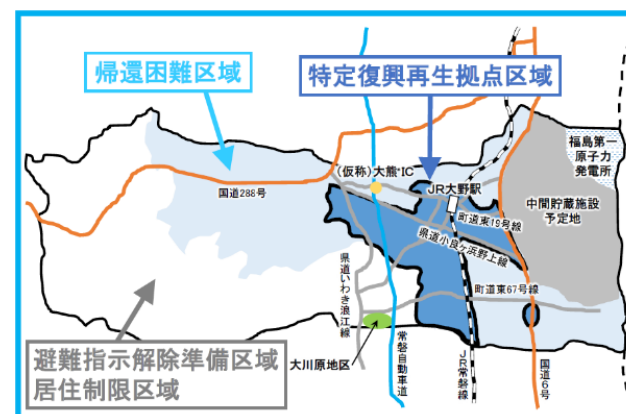 帰還困難区域
特定復興再生拠点区域
福島第一
原子力
発電所
(仮称)大熊・IC
JR大野駅
国道288号
中間貯蔵施設
予定地
町道東19号線
県道小良ヶ浜野上線
県道いわき浪江線
町道東67号線
避難指示解除準備区域
居住制限区域
大川原地区
常磐自動車道
JR常磐線
国道6号